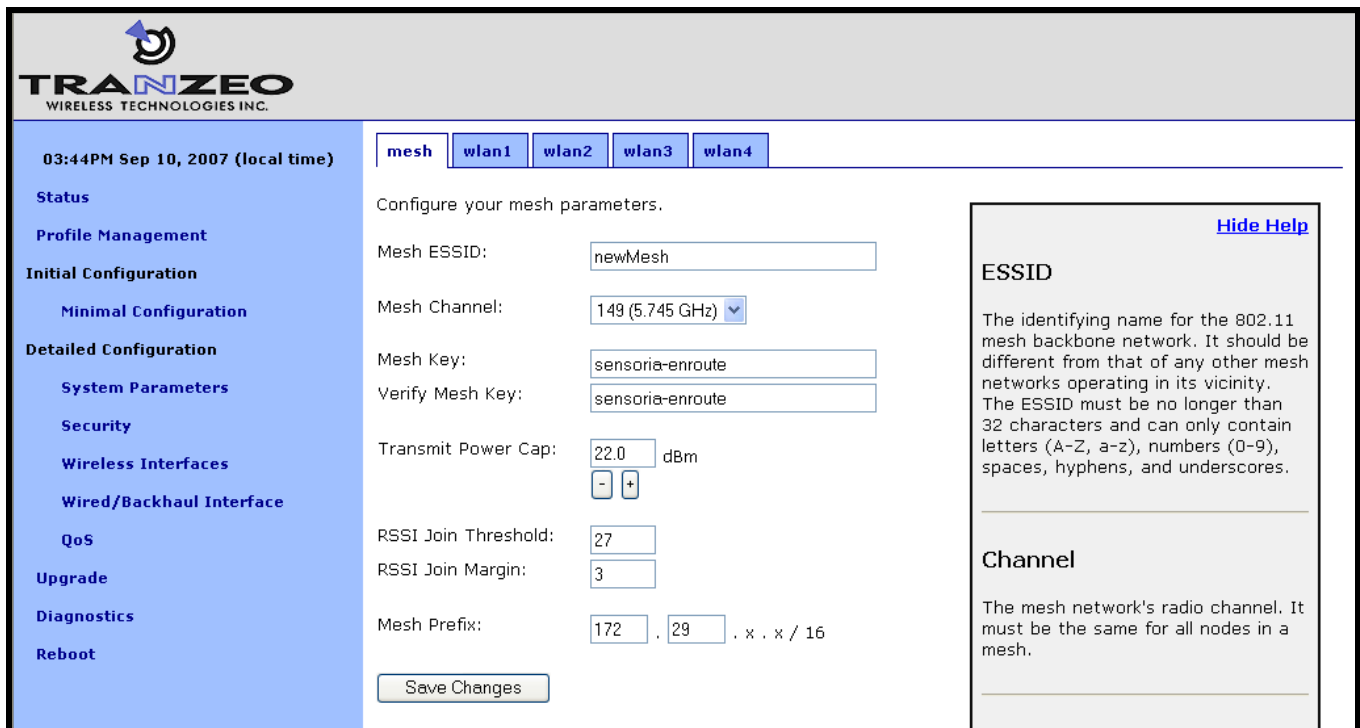 TRANZEO
WIRELESS TECHNOLOGIES INC.
03:44PM Sep 10, 2007 (local time)
Status
Profile Management
Initial Configuration
Minimal Configuration
Detailed Configuration
System Parameters
Security
Wireless Interfaces
Wired/Backhaul Interface
QoS
Upgrade
Diagnostics
Reboot
mesh wlan1 wlan2 wlan3 wlan4
Configure your mesh parameters.
Mesh ESSID: newMesh
Mesh Channel: 149 (5.745 GHz)
Mesh Key: sensoria-enroute
Verify Mesh Key: sensoria-enroute
Transmit Power Cap: 22.0 dBm
- +
RSSI Join Threshold: 27
RSSI Join Margin: 3
Mesh Prefix: 172 . 29 . x . x / 16
Save Changes
Hide Help
ESSID
The identifying name for the 802.11
mesh backbone network. It should be
different from that of any other mesh
networks operating in its vicinity.
The ESSID must be no longer than
32 characters and can only contain
letters (A-Z, a-z), numbers (0-9),
spaces, hyphens, and underscores.
Channel
The mesh network's radio channel. It
must be the same for all nodes in a
mesh.